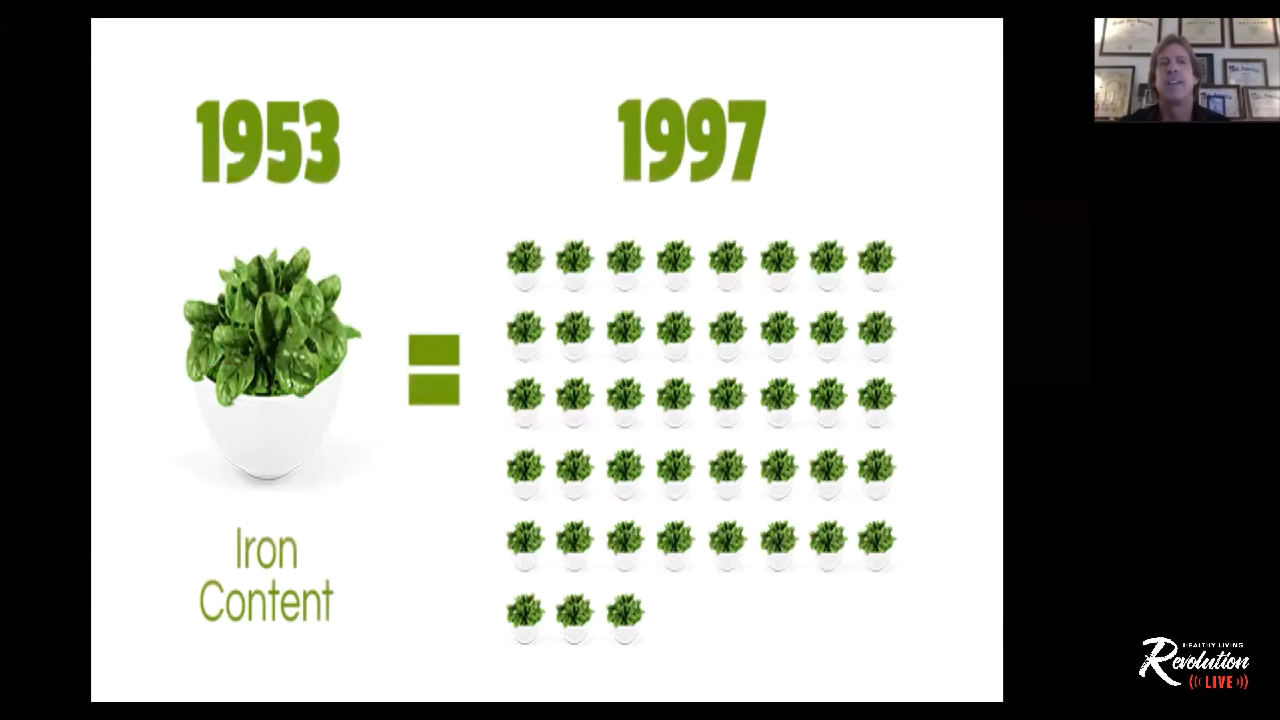 1953
1997
Iron
Content
HEALTHY LIVING
Revolution
LIVE